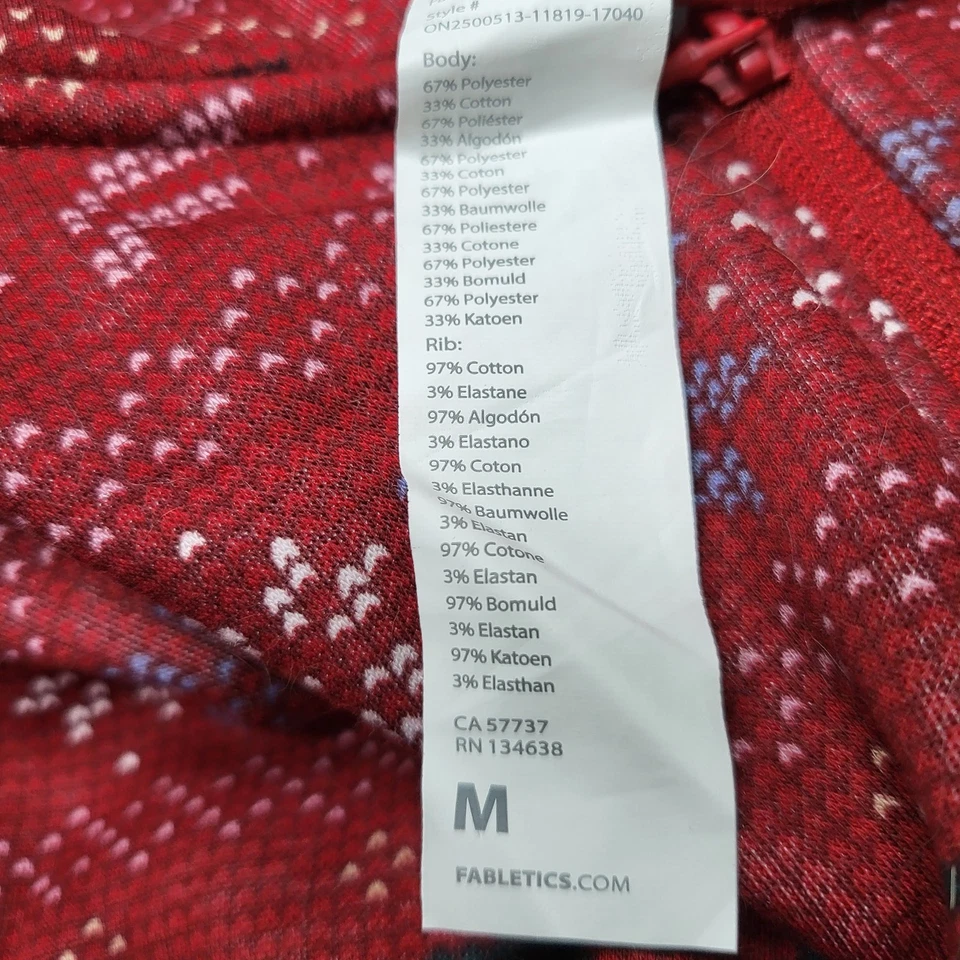 Style #
ON2500513-11819-17040
Body:
67% Polyester
33% Cotton
67% Poliéster
33% Algodón
67% Polyester
33% Coton
67% Polyester
33% Baumwolle
67% Poliestere
33% Cotone
67% Polyester
33% Bomuld
67% Polyester
33% Katoen
Rib:
97% Cotton
3% Elastane
97% Algodón
3% Elastano
97% Coton
3% Elasthanne
97% Baumwolle
3% Elastan
97% Cotone
3% Elastan
97% Bomuld
3% Elastan
97% Katoen
3% Elasthan
CA 57737
RN 134638
M
FABLETICS.COM